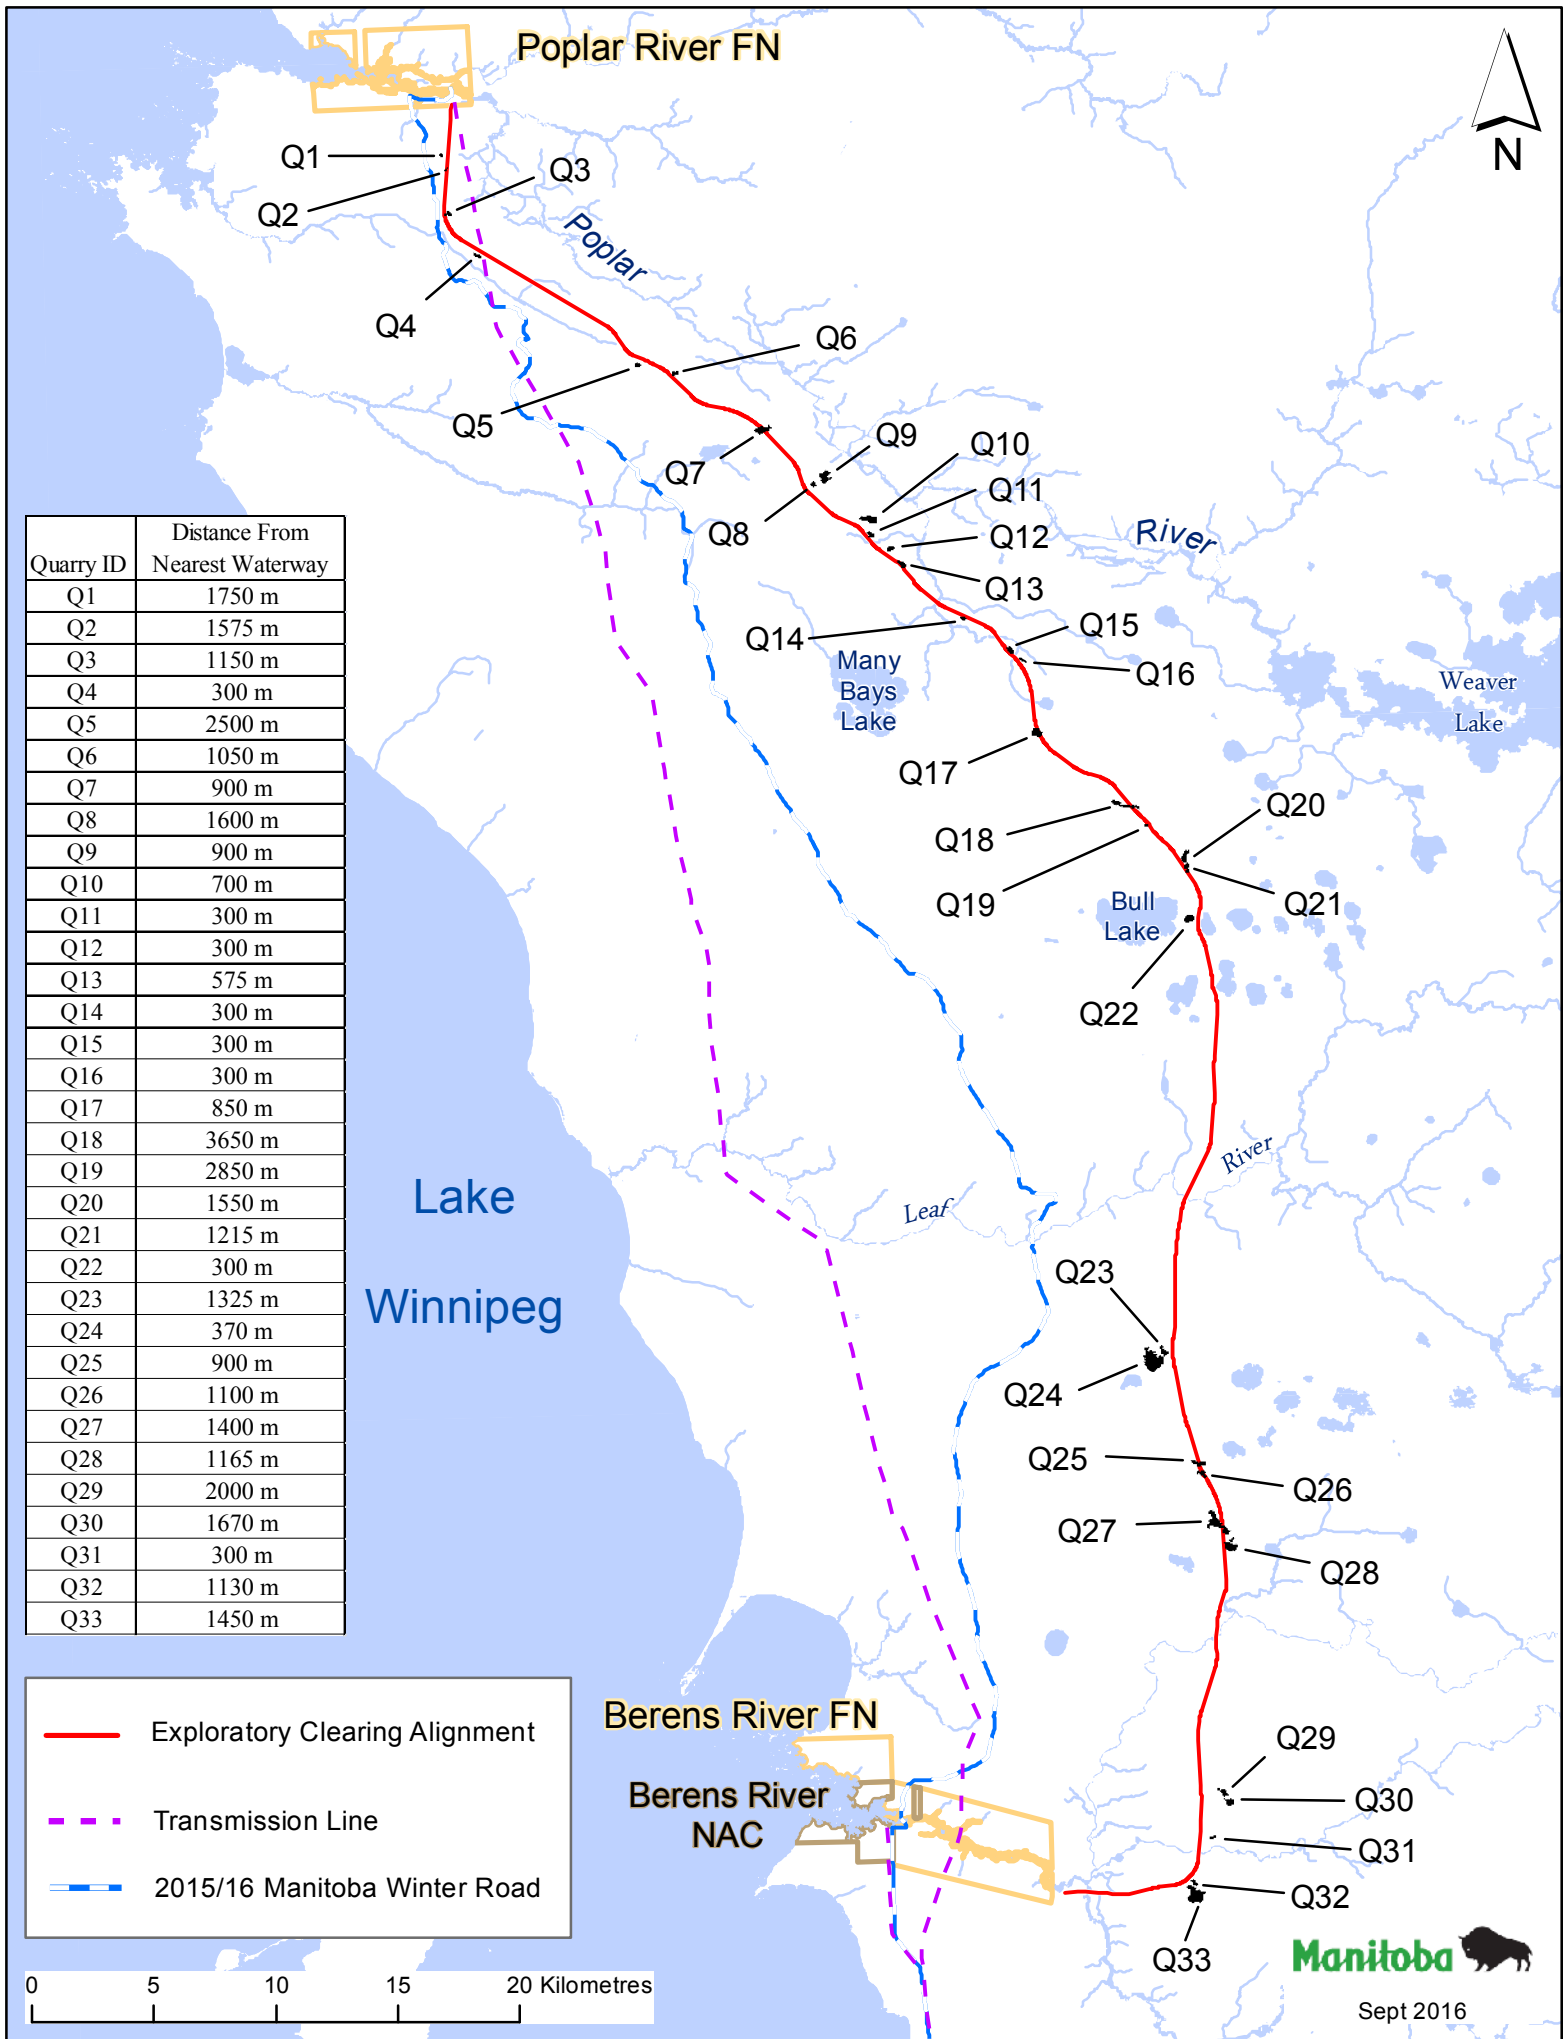 Poplar River FN
N
Q1
Q2
Q3
Poplar
Q4
Q6
Q5
Q9
Q7
Q10
Q11
Q8
River
Q12
Q13
Q14
Q15
Many
Bays
Lake
Q16
Weaver
Lake
Q17
Q18
Q20
Q19
Bull
Lake
Q21
Q22
Quarry ID Distance From
Nearest Waterway
Q1 1750 m
Q2 1575 m
Q3 1150 m
Q4 300 m
Q5 2500 m
Q6 1050 m
Q7 900 m
Q8 1600 m
Q9 900 m
Q10 700 m
Q11 300 m
Q12 300 m
Q13 575 m
Q14 300 m
Q15 300 m
Q16 300 m
Q17 850 m
Q18 3650 m
Q19 2850 m
Q20 1550 m
Q21 1215 m
Q22 300 m
Q23 1325 m
Q24 370 m
Q25 900 m
Q26 1100 m
Q27 1400 m
Q28 1165 m
Q29 2000 m
Q30 1670 m
Q31 300 m
Q32 1130 m
Q33 1450 m
Lake
Winnipeg
Leaf
River
Q23
Q24
Q25
Q26
Q27
Q28
Berens River FN
Berens River
NAC
Q29
Q30
Q31
Q32
Q33
Exploratory Clearing Alignment
Transmission Line
2015/16 Manitoba Winter Road
0 5 10 15 20 Kilometres
Manitoba
Sept 2016